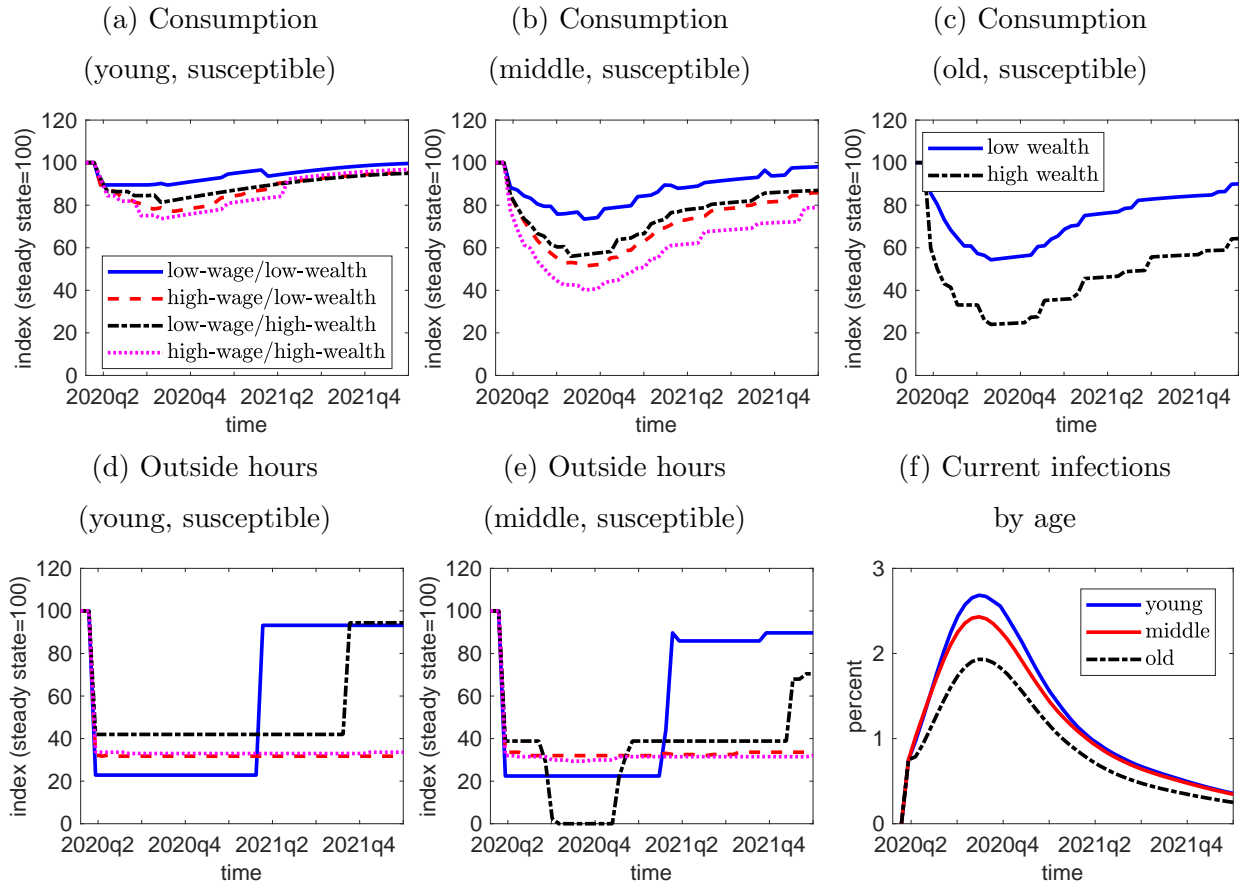 (a) Consumption
(young, susceptible)
(b) Consumption
(middle, susceptible)
(c) Consumption
(old, susceptible)
index (steady state=100)
120
100
80
60
40
20
0
low-wage/low-wealth
high-wage/low-wealth
low-wage/high-wealth
high-wage/high-wealth
2020q2 2020q4 2021q2 2021q4
time
index (steady state=100)
120
100
80
60
40
20
0
2020q2 2020q4 2021q2 2021q4
time
index (steady state=100)
120
100
80
60
40
20
0
low wealth
high wealth
2020q2 2020q4 2021q2 2021q4
time
(d) Outside hours
(young, susceptible)
(e) Outside hours
(middle, susceptible)
(f) Current infections
by age
index (steady state=100)
120
100
80
60
40
20
0
2020q2 2020q4 2021q2 2021q4
time
index (steady state=100)
120
100
80
60
40
20
0
2020q2 2020q4 2021q2 2021q4
time
percent
3
2
1
0
young
middle
old
2020q2 2020q4 2021q2 2021q4
time